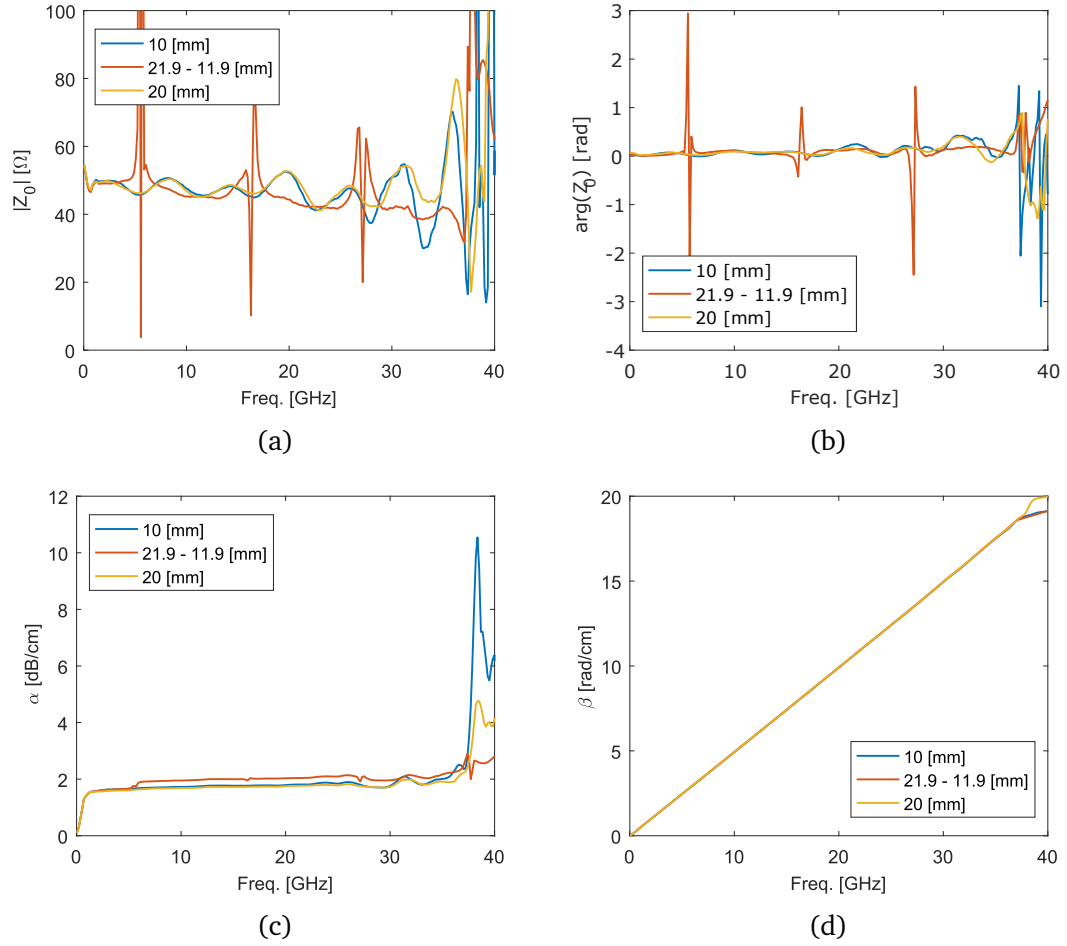 100
80
60
40
20
0
|Z0| [Ω]
10 [mm]
21.9 - 11.9 [mm]
20 [mm]
0 10 20 30 40
Freq. [GHz]
(a)
3
2
1
0
-1
-2
-3
-4
arg(Z0) [rad]
10 [mm]
21.9 - 11.9 [mm]
20 [mm]
0 10 20 30 40
Freq. [GHz]
(b)
12
10
8
6
4
2
0
α [dB/cm]
10 [mm]
21.9 - 11.9 [mm]
20 [mm]
0 10 20 30 40
Freq. [GHz]
(c)
20
15
10
5
0
β [rad/cm]
10 [mm]
21.9 - 11.9 [mm]
20 [mm]
0 10 20 30 40
Freq. [GHz]
(d)